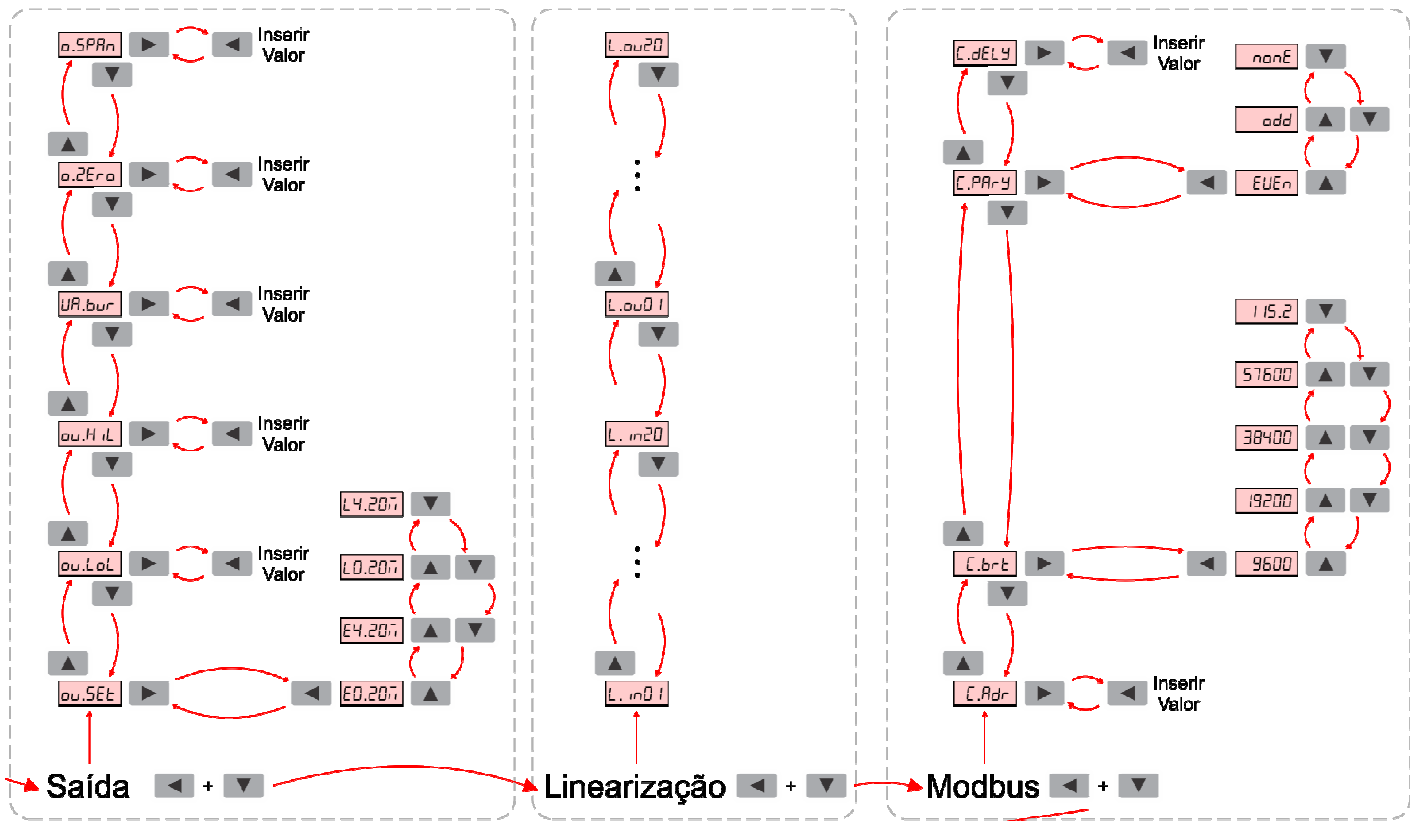 o.SPAn
Inserir
Valor
o.ZEro
Inserir
Valor
VA.bur
Inserir
Valor
ou.HiL
Inserir
Valor
L4.20m
ou.LoL
Inserir
Valor
L0.20m
E4.20m
ou.SEt
E0.20m
Saída
+
L.ou20
L.ou01
L.in20
L.in01
Linearização
+
C.dELY
Inserir
Valor
nonE
odd
C.PArY
EVEn
115.2
57600
38400
19200
C.brt
9600
C.Adr
Inserir
Valor
Modbus
+